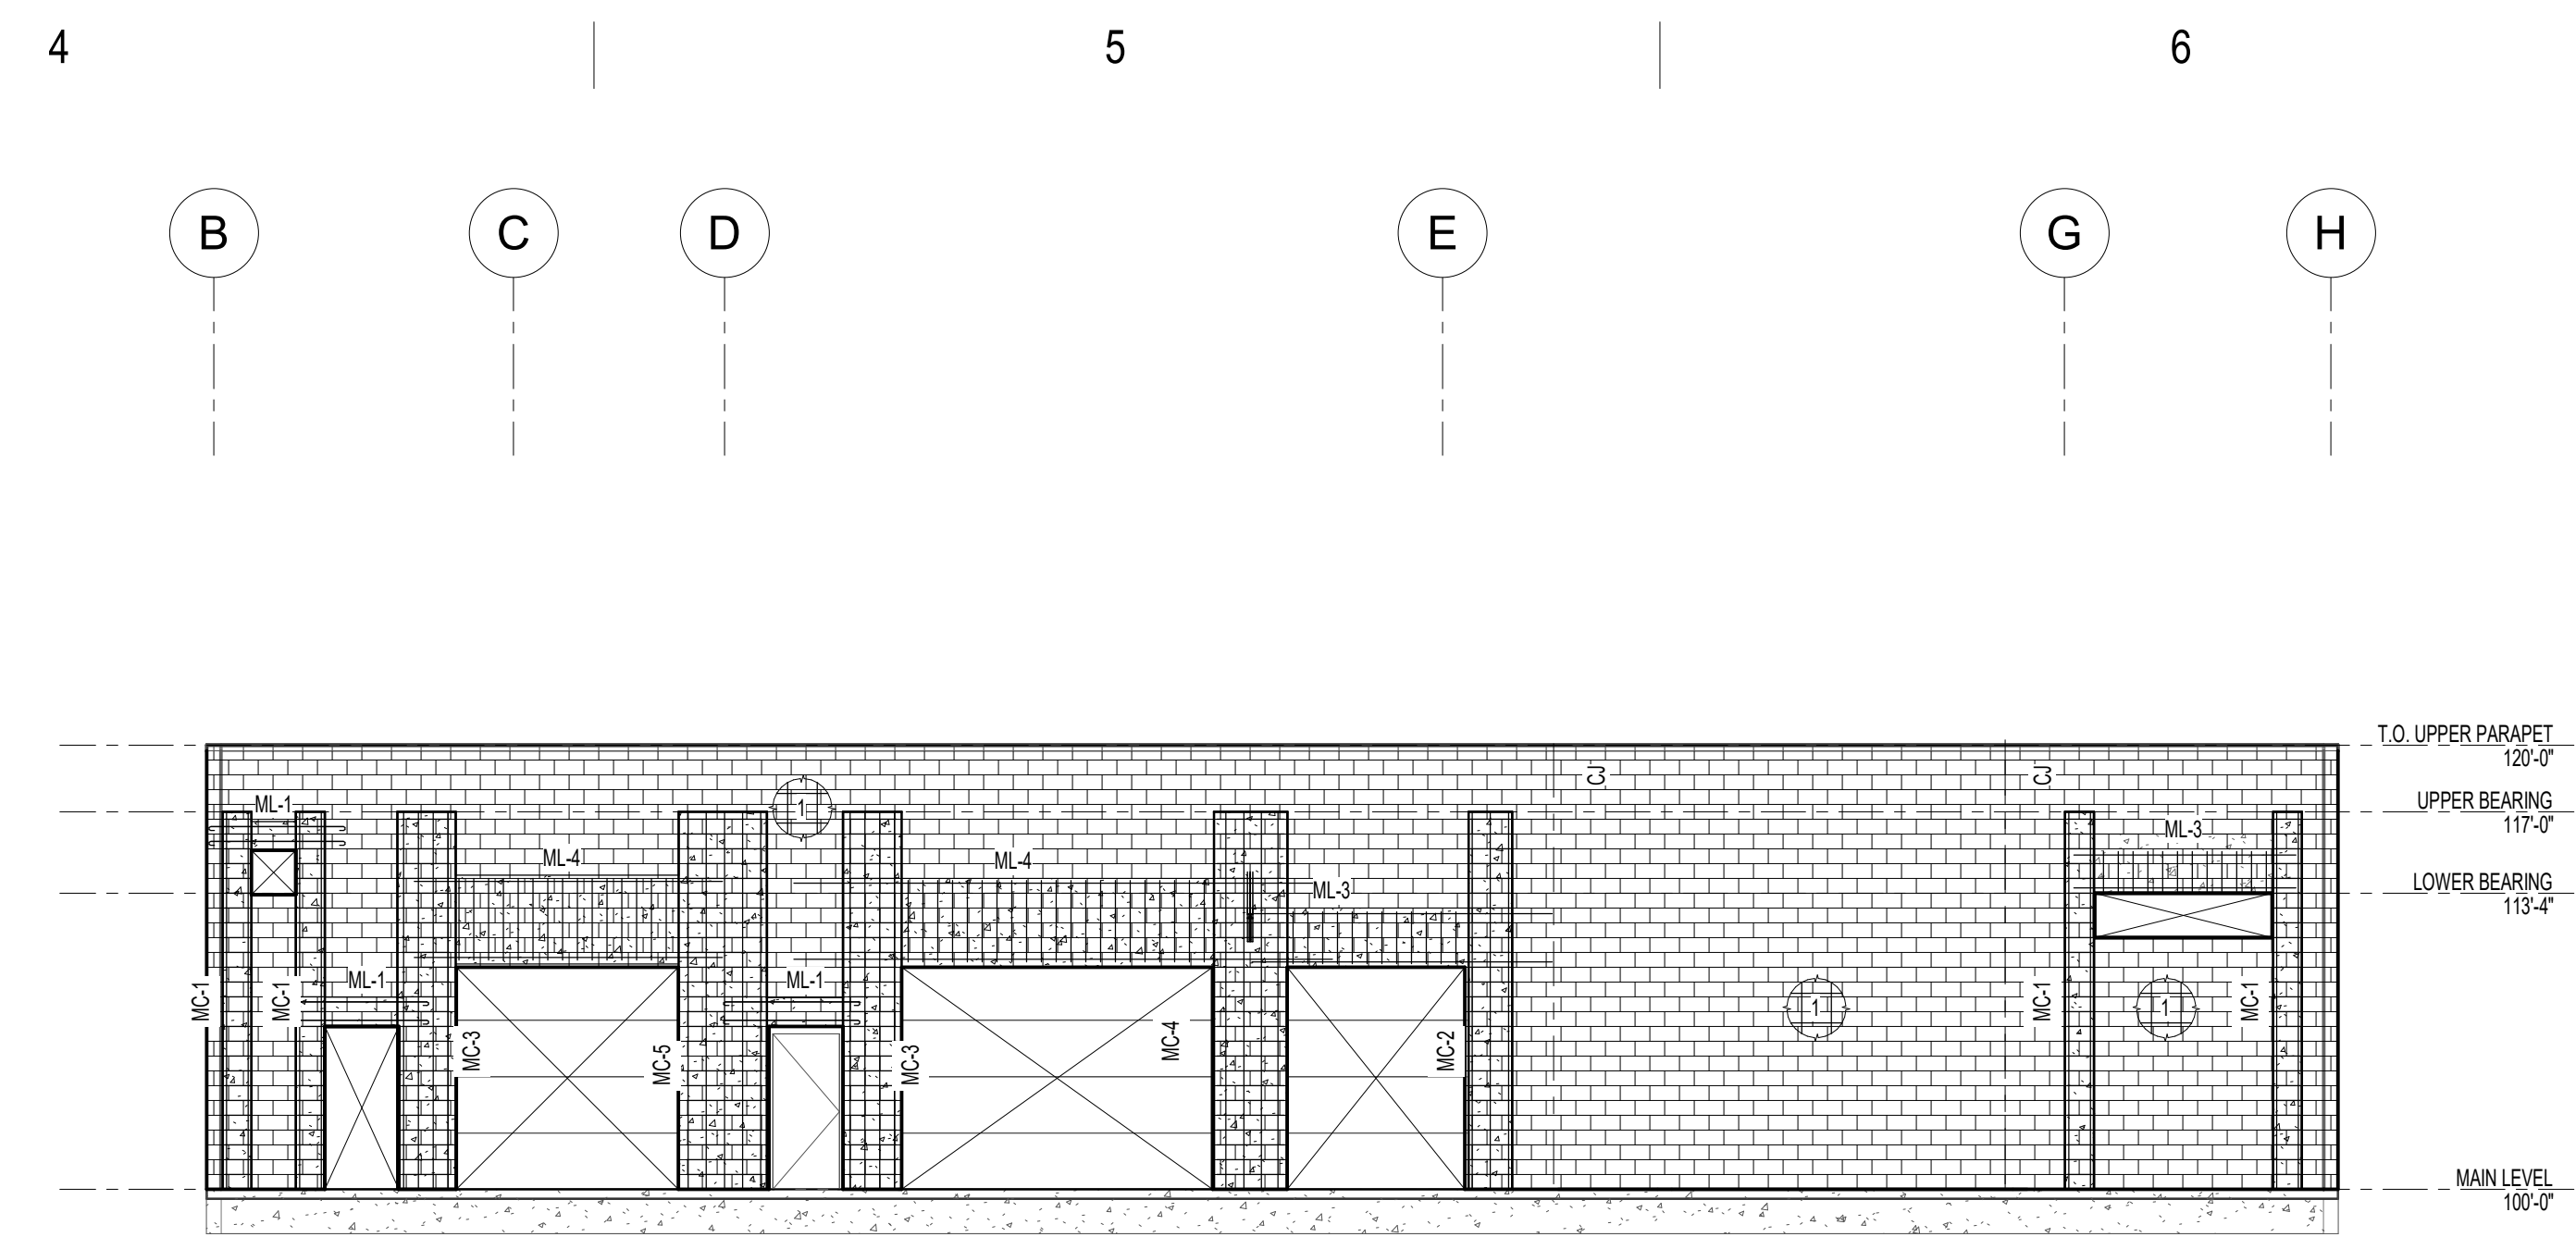 4 5 6
B C D E G H
T.O. UPPER PARAPET
120'-0"
CJ CJ
UPPER BEARING
117'-0"
ML-1 1
ML-3
ML-4 ML-4
LOWER BEARING
113'-4"
ML-3
ML-1 ML-1
MC-1 MC-1 1 MC-1 1 MC-1
MC-3 MC-5 MC-3 MC-4 MC-2
MAIN LEVEL
100'-0"